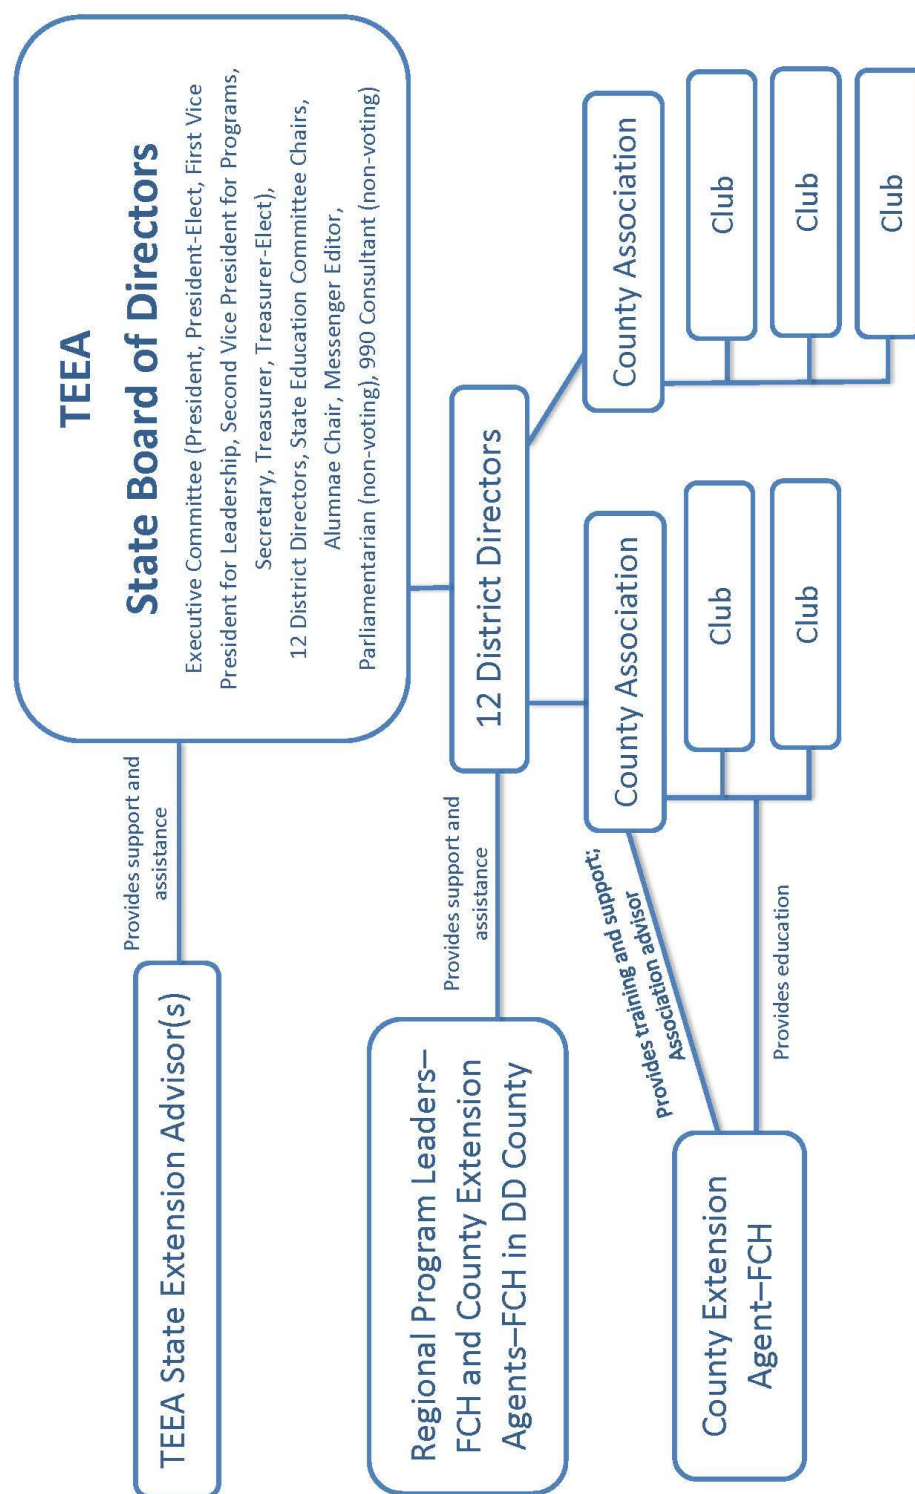 TEEA
State Board of Directors
Executive Committee (President, President-Elect, First Vice
President for Leadership, Second Vice President for Programs,
Secretary, Treasurer, Treasurer-Elect),
12 District Directors, State Education Committee Chairs,
Alumnae Chair, Messenger Editor,
Parliamentarian (non-voting), 990 Consultant (non-voting)
Provides support and
assistance
TEEA State Extension Advisor(s)
12 District Directors
Provides support and
assistance
Regional Program Leaders–
FCH and County Extension
Agents–FCH in DD County
County Association
Club
Club
Provides training and support;
Association advisor
Provides education
County Extension
Agent–FCH
County Association
Club
Club
Club